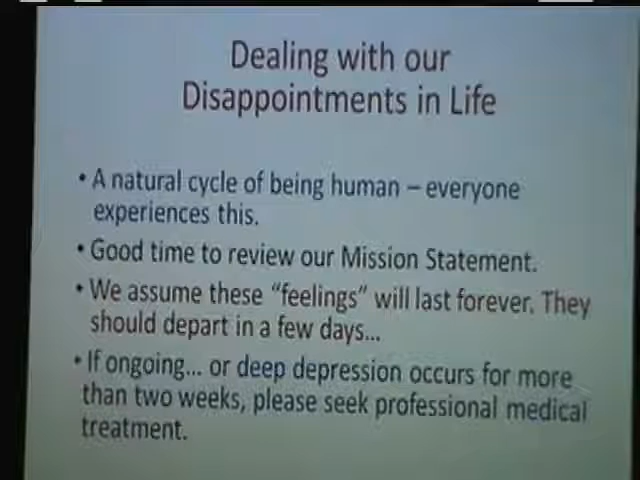 Dealing with our
Disappointments in Life
• A natural cycle of being human – everyone
experiences this.
• Good time to review our Mission Statement.
• We assume these “feelings” will last forever. They
should depart in a few days...
• If ongoing... or deep depression occurs for more
than two weeks, please seek professional medical
treatment.